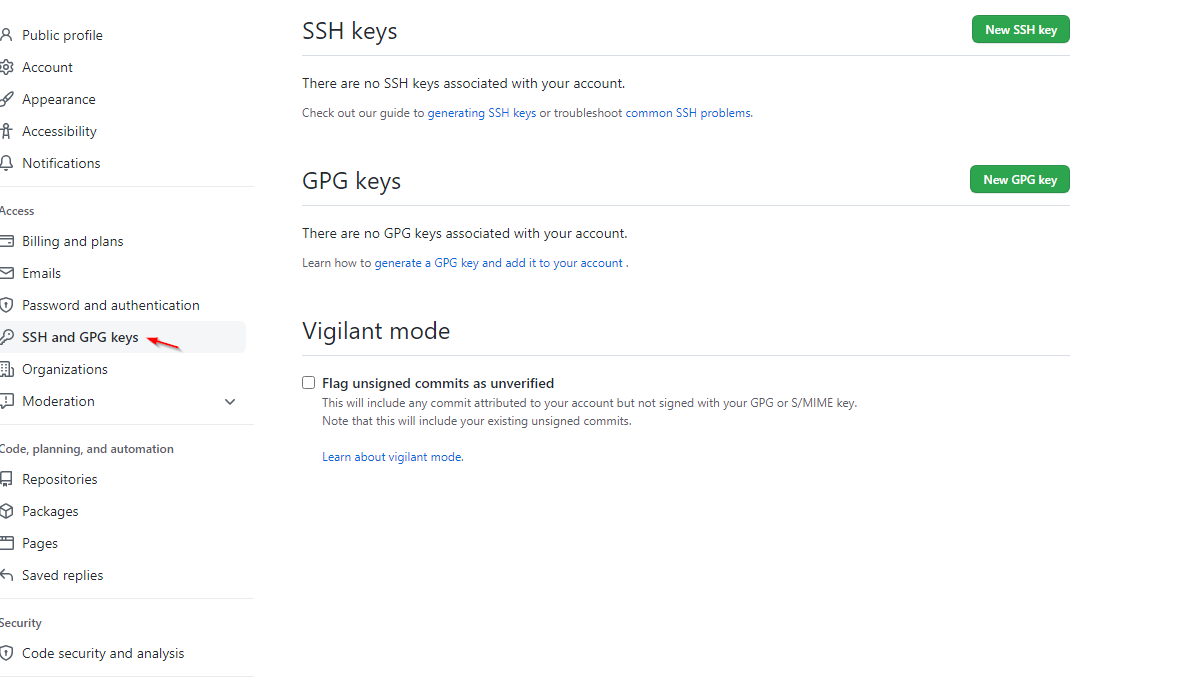 Public profile
Account
Appearance
Accessibility
Notifications
Access
Billing and plans
Emails
Password and authentication
SSH and GPG keys
Organizations
Moderation
Code, planning, and automation
Repositories
Packages
Pages
Saved replies
Security
Code security and analysis
SSH keys
New SSH key
There are no SSH keys associated with your account.
Check out our guide to generating SSH keys or troubleshoot common SSH problems.
GPG keys
New GPG key
There are no GPG keys associated with your account.
Learn how to generate a GPG key and add it to your account .
Vigilant mode
Flag unsigned commits as unverified
This will include any commit attributed to your account but not signed with your GPG or S/MIME key.
Note that this will include your existing unsigned commits.
Learn about vigilant mode.